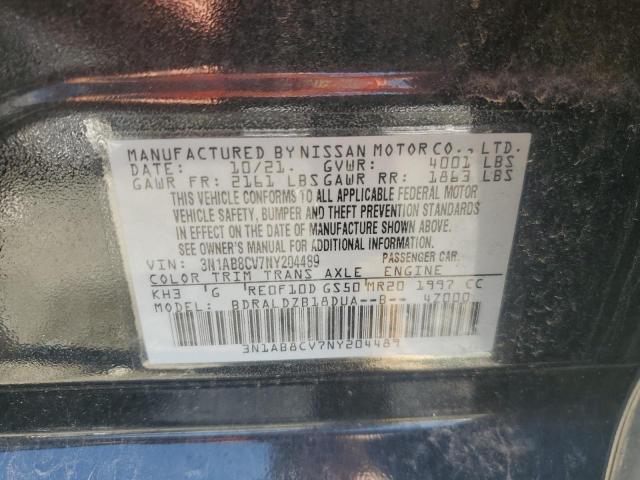 MANUFACTURED BY NISSAN MOTOR CO., LTD.
DATE: 10/21. GVWR: 4001 LBS
GAWR FR: 2161 LBS GAWR RR: 1863 LBS
THIS VEHICLE CONFORMS TO ALL APPLICABLE FEDERAL MOTOR
VEHICLE SAFETY, BUMPER AND THEFT PREVENTION STANDARDS
IN EFFECT ON THE DATE OF MANUFACTURE SHOWN ABOVE.
SEE OWNER'S MANUAL FOR ADDITIONAL INFORMATION.
VIN: 3N1AB8CV7NY204489 PASSENGER CAR
COLOR TRIM TRANS AXLE ENGINE
KH3 G RE0F10D GS50 MR20 1997 CC
MODEL: BDRALDZB18DUA--B-- 4Z000
3N1AB8CV7NY204489